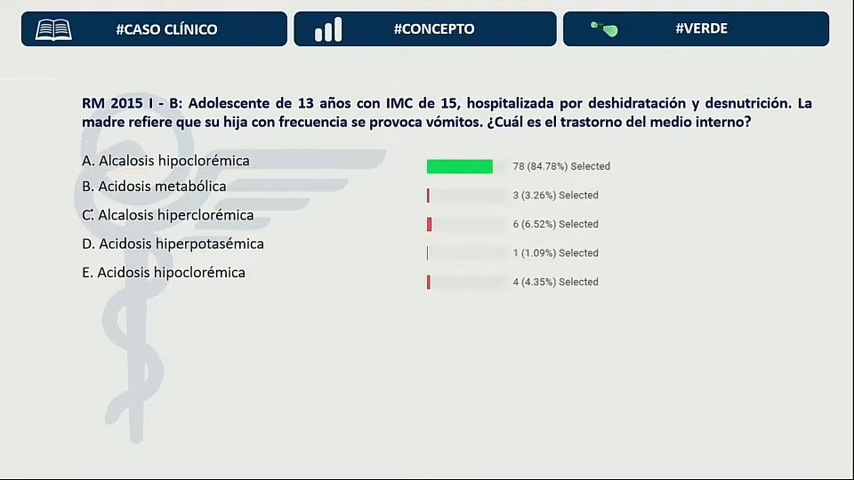 #CASO CLÍNICO
#CONCEPTO
#VERDE
RM 2015 I - B: Adolescente de 13 años con IMC de 15, hospitalizada por deshidratación y desnutrición. La
madre refiere que su hija con frecuencia se provoca vómitos. ¿Cuál es el trastorno del medio interno?
A. Alcalosis hipoclorémica
78 (84.78%) Selected
B. Acidosis metabólica
3 (3.26%) Selected
C. Alcalosis hiperclorémica
6 (6.52%) Selected
D. Acidosis hiperpotasémica
1 (1.09%) Selected
E. Acidosis hipoclorémica
4 (4.35%) Selected